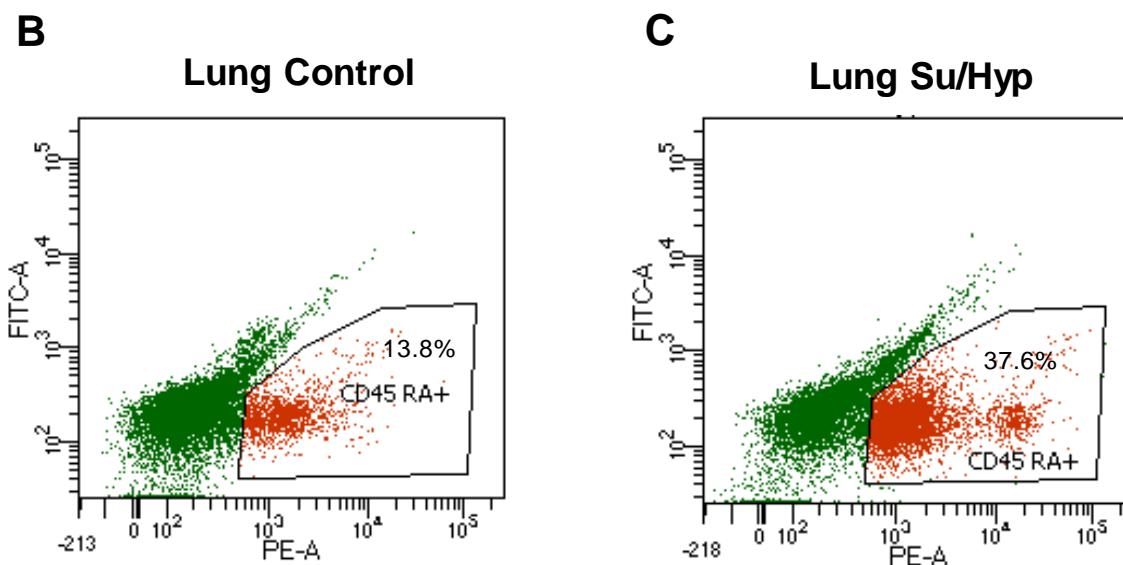 B
Lung Control
10^5
10^4
10^3
10^2
FITC-A
13.8%
CD45 RA+
-213
0 10^2 10^3 10^4 10^5
PE-A
C
Lung Su/Hyp
10^5
10^4
10^3
10^2
FITC-A
37.6%
CD45 RA+
-218
0 10^2 10^3 10^4 10^5
PE-A